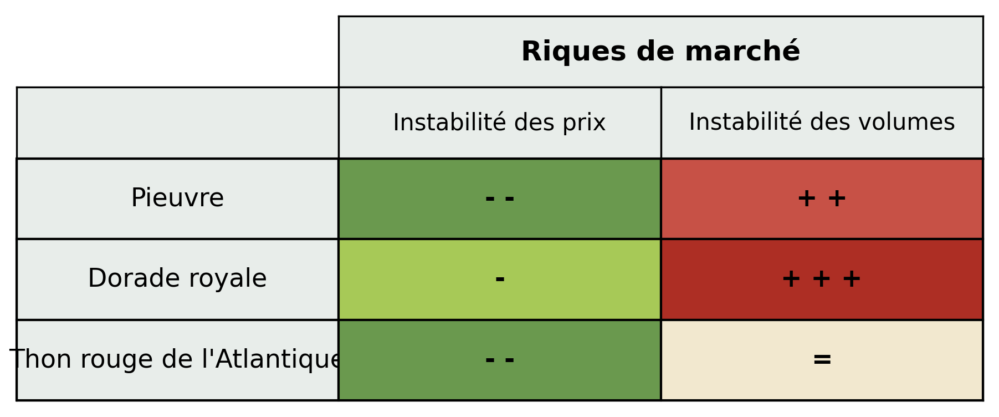 Riques de marché
Instabilité des prix Instabilité des volumes
Pieuvre - - + +
Dorade royale - + + +
Thon rouge de l'Atlantique - - =